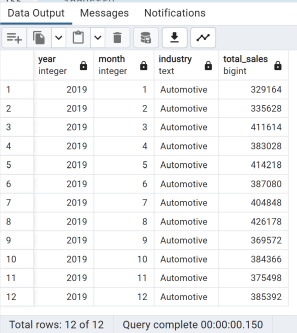 Data Output Messages Notifications
year integer month integer industry text total_sales bigint
1 2019 1 Automotive 329164
2 2019 2 Automotive 335628
3 2019 3 Automotive 411614
4 2019 4 Automotive 383028
5 2019 5 Automotive 414218
6 2019 6 Automotive 387080
7 2019 7 Automotive 404848
8 2019 8 Automotive 426178
9 2019 9 Automotive 369572
10 2019 10 Automotive 384366
11 2019 11 Automotive 375498
12 2019 12 Automotive 385392
Total rows: 12 of 12 Query complete 00:00:00.150